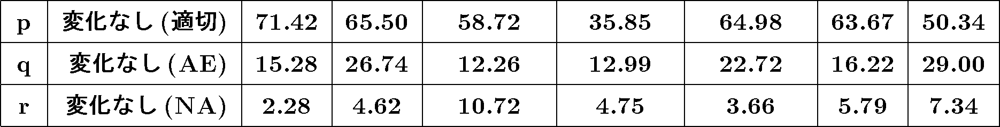 p 変化なし (適切) 71.42 65.50 58.72 35.85 64.98 63.67 50.34
q 変化なし (AE) 15.28 26.74 12.26 12.99 22.72 16.22 29.00
r 変化なし (NA) 2.28 4.62 10.72 4.75 3.66 5.79 7.34